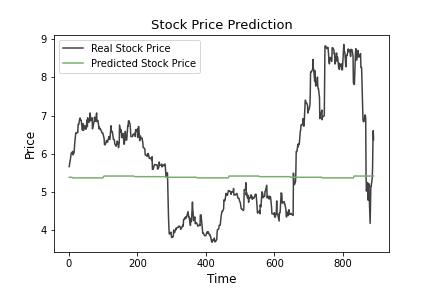 Stock Price Prediction
Real Stock Price
Predicted Stock Price
9
8
7
6
5
4
Price
0 200 400 600 800
Time